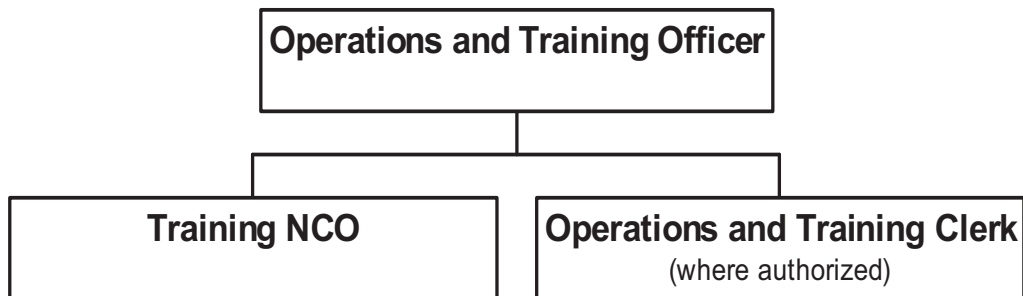 Operations and Training Officer
Training NCO
Operations and Training Clerk
(where authorized)